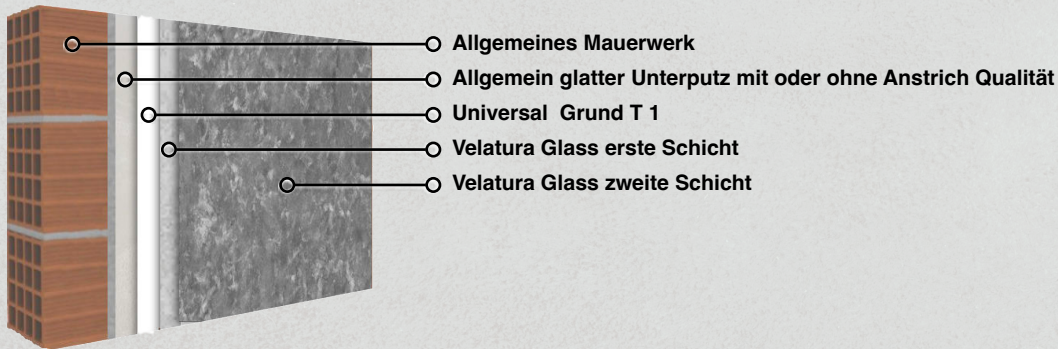 Allgemeines Mauerwerk
Allgemein glatter Unterputz mit oder ohne Anstrich Qualität
Universal Grund T 1
Velatura Glass erste Schicht
Velatura Glass zweite Schicht